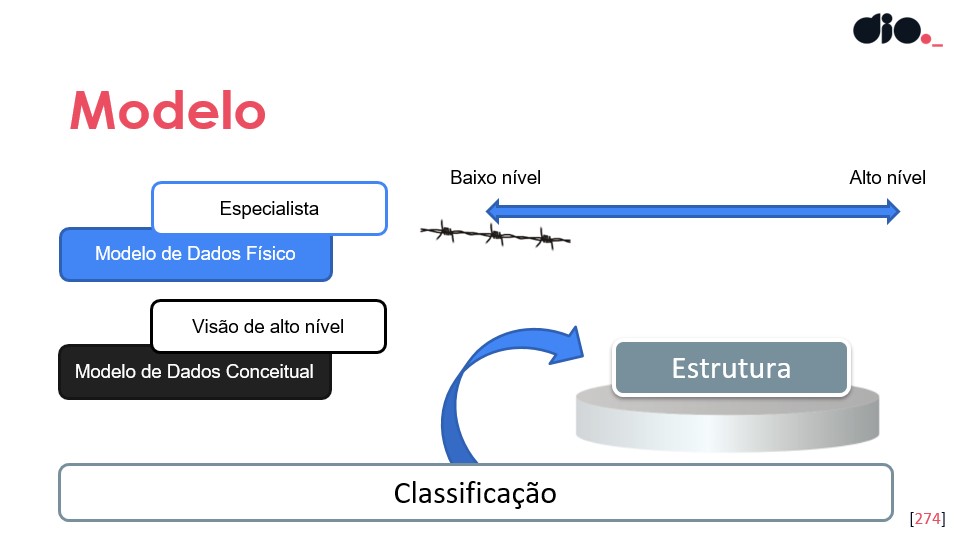 dio._
Modelo
Baixo nível
Alto nível
Especialista
Modelo de Dados Físico
Visão de alto nível
Modelo de Dados Conceitual
Estrutura
Classificação
[274]